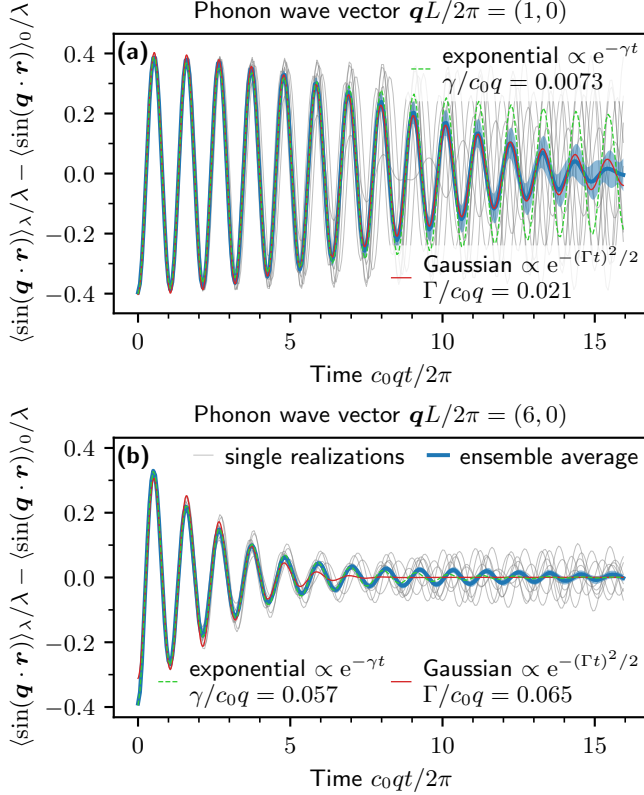 Phonon wave vector qL/2π = (1, 0)
(a)
exponential ∝ e^{−γt}
γ/c₀q = 0.0073
Gaussian ∝ e^{−(Γt)²/2}
Γ/c₀q = 0.021
0.4
0.2
0.0
−0.2
−0.4
⟨sin(q · r)⟩_λ/λ − ⟨sin(q · r)⟩₀/λ
0 5 10 15
Time c₀qt/2π
Phonon wave vector qL/2π = (6, 0)
(b)
single realizations ensemble average
exponential ∝ e^{−γt} Gaussian ∝ e^{−(Γt)²/2}
γ/c₀q = 0.057 Γ/c₀q = 0.065
0.4
0.2
0.0
−0.2
−0.4
⟨sin(q · r)⟩_λ/λ − ⟨sin(q · r)⟩₀/λ
0 5 10 15
Time c₀qt/2π